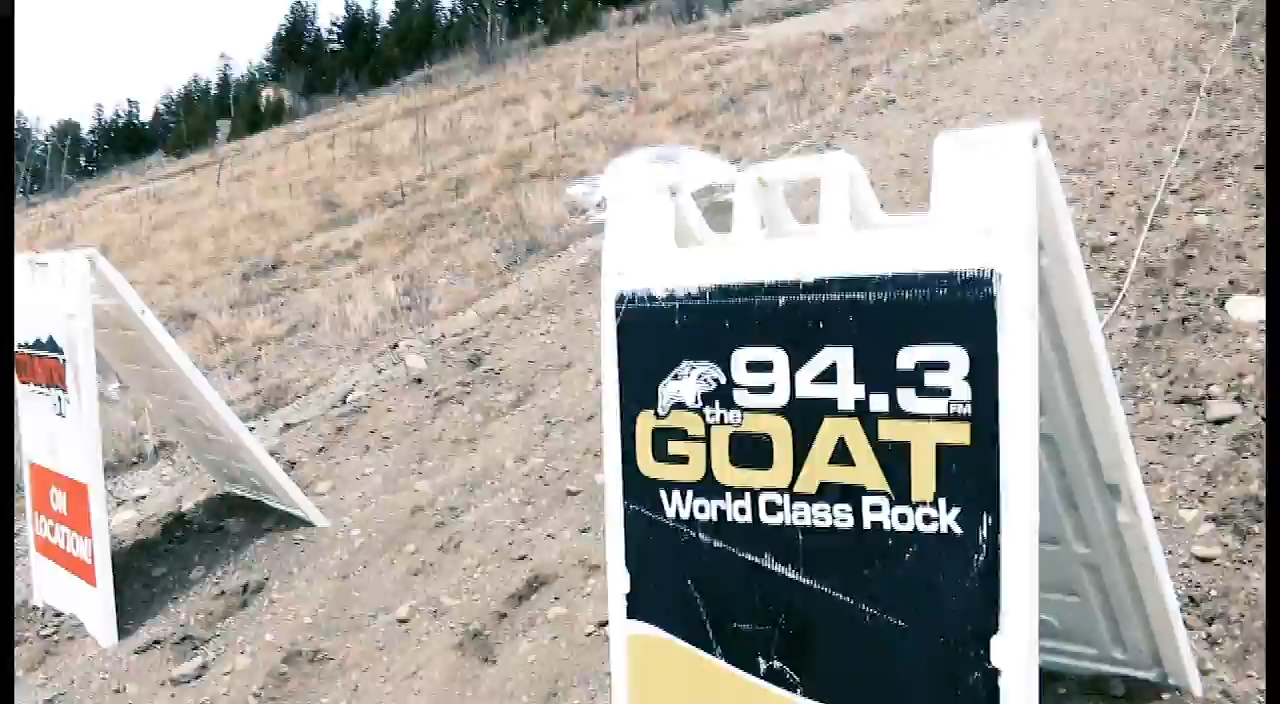 ON
LOCATION!
94.3 FM
the
GOAT
World Class Rock